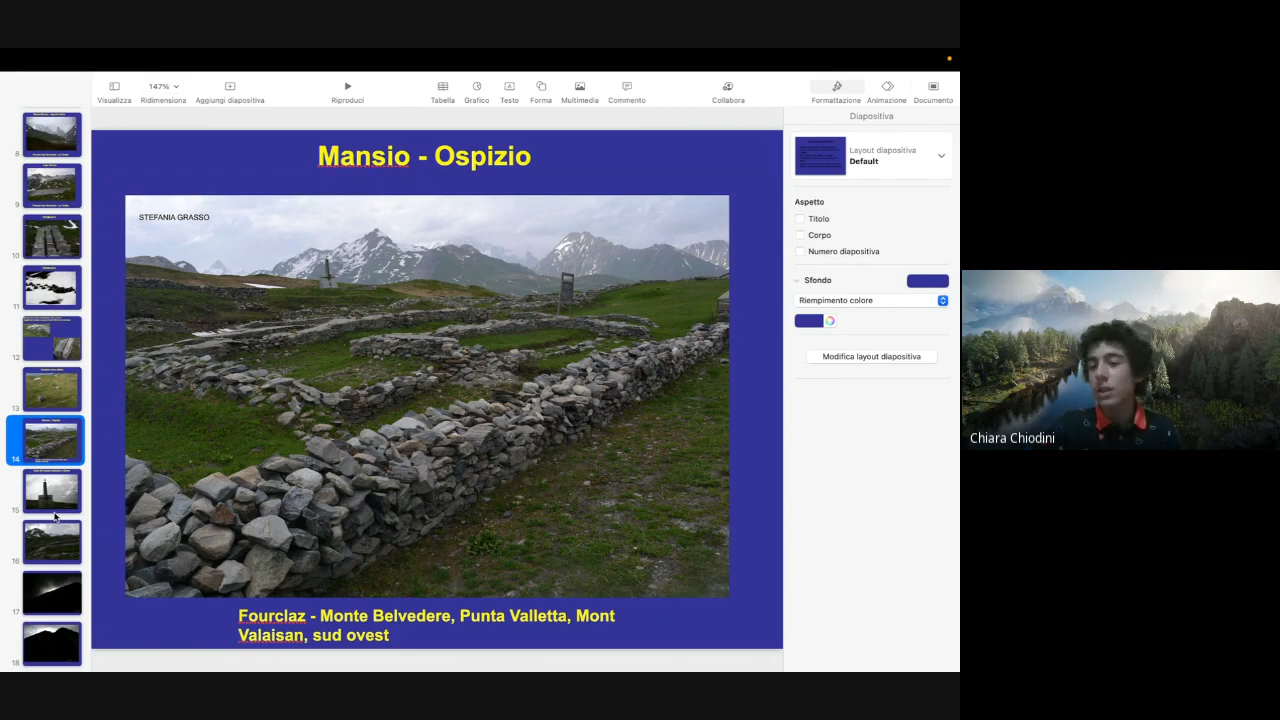 147%
Visualizza
Ridimensiona
Aggiungi diapositiva
Riproduci
Tabella
Grafico
Testo
Forma
Multimedia
Commento
Collabora
Formattazione
Animazione
Documento
8
9
10
11
12
13
14
15
16
17
18
Mansio - Ospizio
STEFANIA GRASSO
Fourclaz - Monte Belvedere, Punta Valletta, Mont
Valaisan, sud ovest
Diapositiva
Layout diapositiva
Default
Aspetto
Titolo
Corpo
Numero diapositiva
Sfondo
Riempimento colore
Modifica layout diapositiva
Chiara Chiodini